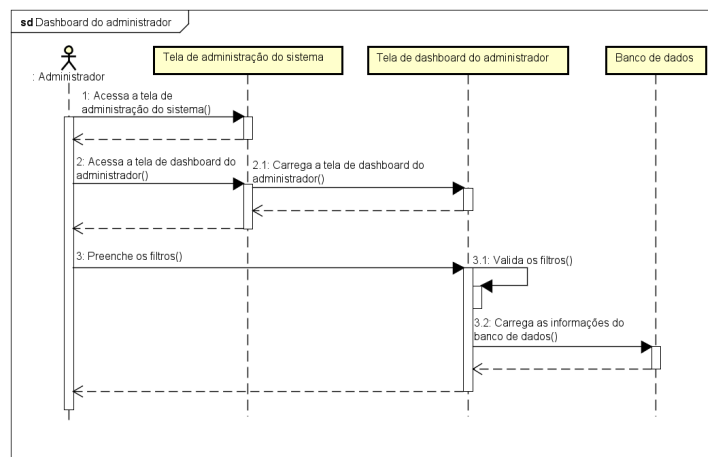 sd Dashboard do administrador
: Administrador
Tela de administração do sistema
Tela de dashboard do administrador
Banco de dados
1: Acessa a tela de
administração do sistema()
2: Acessa a tela de dashboard do
administrador()
2.1: Carrega a tela de dashboard do
administrador()
3: Preenche os filtros()
3.1: Valida os filtros()
3.2: Carrega as informações do
banco de dados()